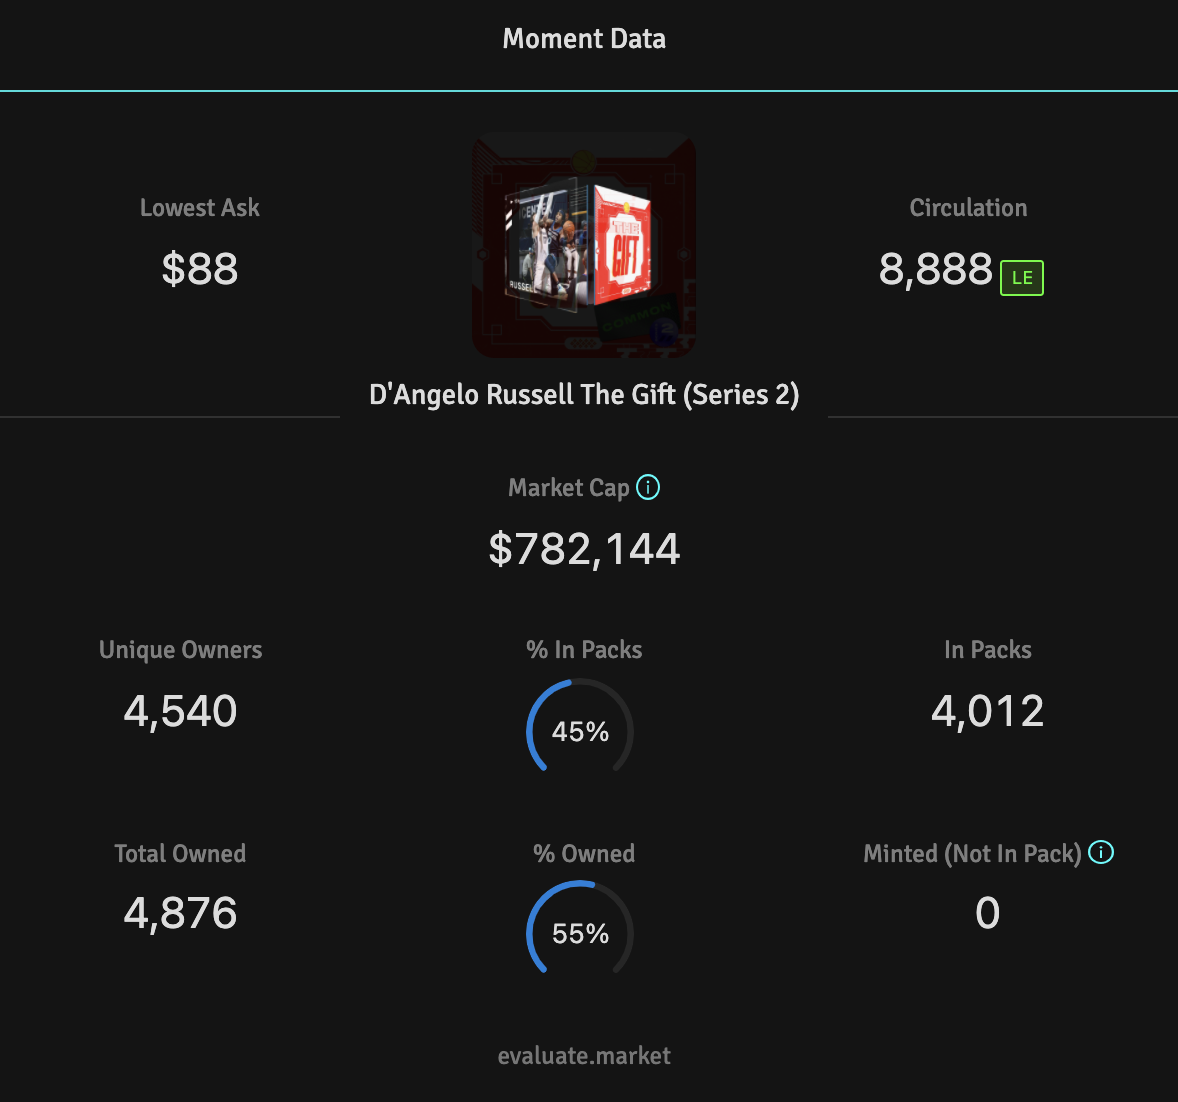 Moment Data
Lowest Ask
$88
Circulation
8,888 LE
CENTE
RUSSELL
THE
GIFT
COMMON
D'Angelo Russell The Gift (Series 2)
Market Cap
$782,144
Unique Owners
4,540
% In Packs
45%
In Packs
4,012
Total Owned
4,876
% Owned
55%
Minted (Not In Pack)
0
evaluate.market